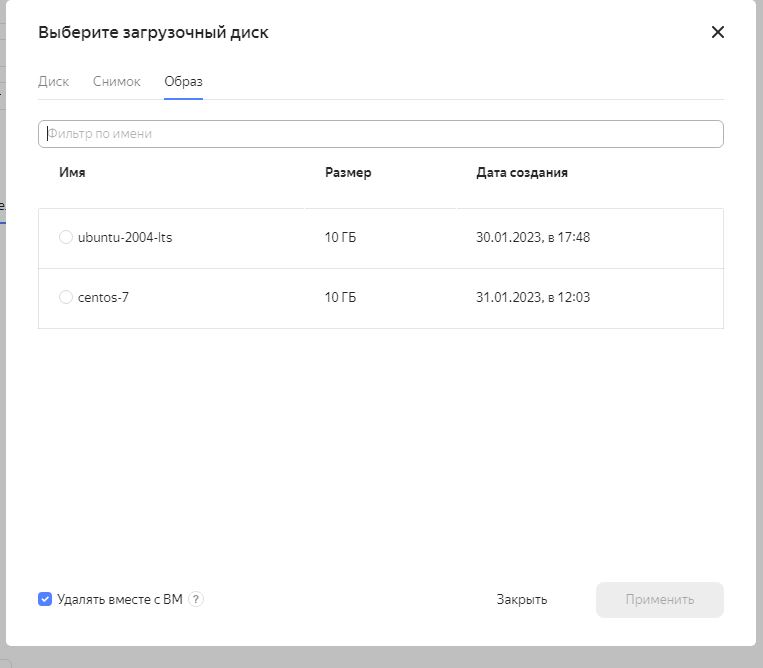 Выберите загрузочный диск
Диск Снимок Образ
Фильтр по имени
Имя Размер Дата создания
ubuntu-2004-lts 10 ГБ 30.01.2023, в 17:48
centos-7 10 ГБ 31.01.2023, в 12:03
Удалять вместе с ВМ ? Закрыть Применить